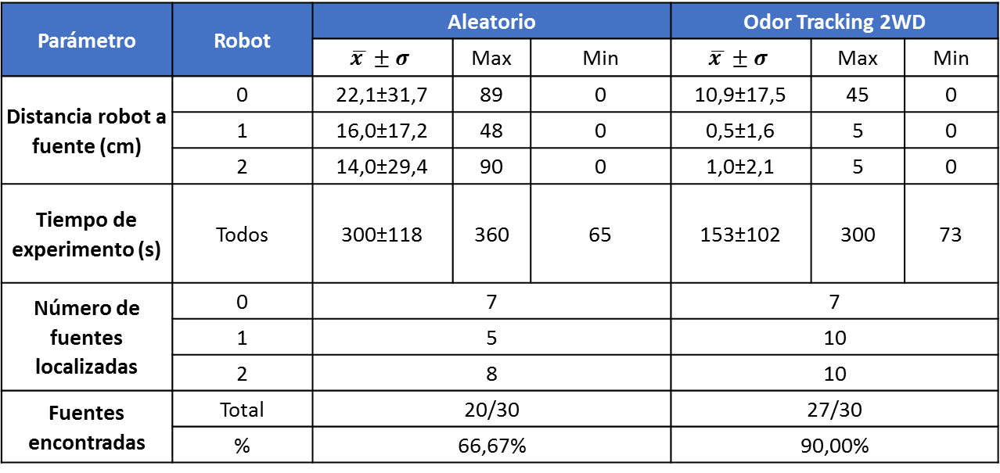 Parámetro Robot Aleatorio Odor Tracking 2WD
x̅ ± σ Max Min x̅ ± σ Max Min
Distancia robot a
fuente (cm)
0 22,1±31,7 89 0 10,9±17,5 45 0
1 16,0±17,2 48 0 0,5±1,6 5 0
2 14,0±29,4 90 0 1,0±2,1 5 0
Tiempo de
experimento (s)
Todos 300±118 360 65 153±102 300 73
Número de
fuentes
localizadas
0 7 7
1 5 10
2 8 10
Fuentes
encontradas
Total 20/30 27/30
% 66,67% 90,00%